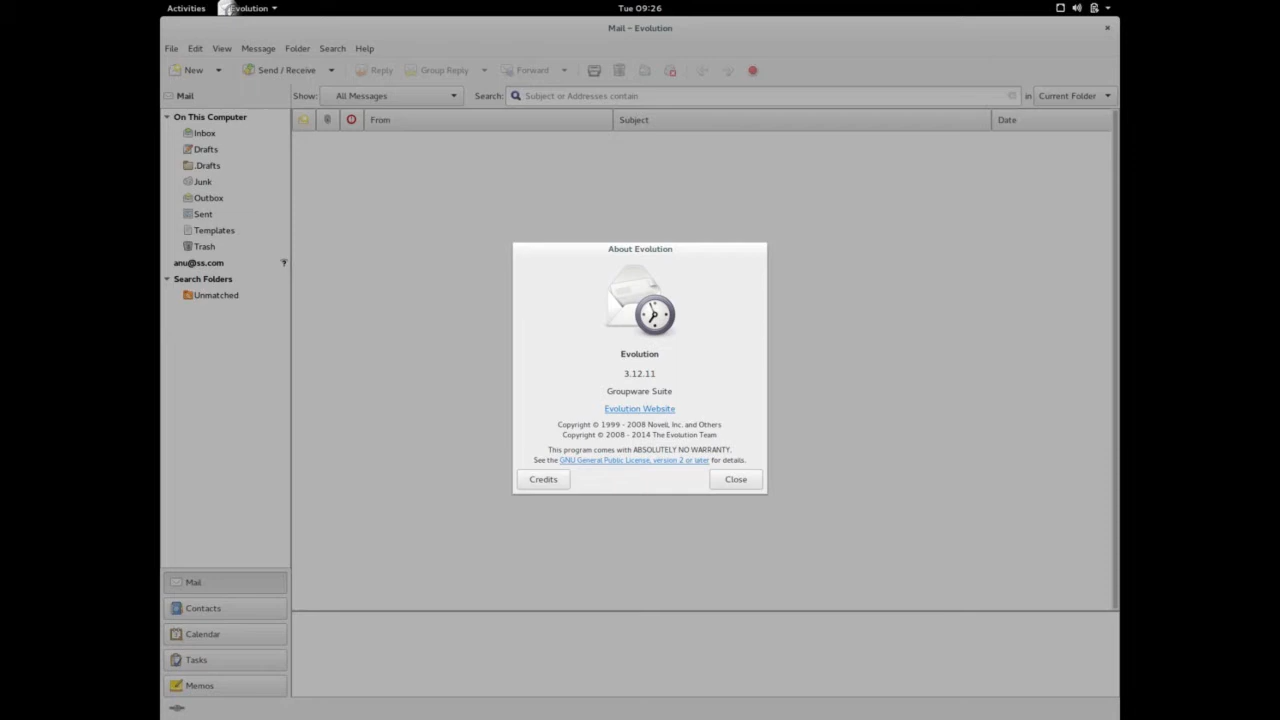 Activities Evolution Tue 09:26
Mail – Evolution
File Edit View Message Folder Search Help
New Send / Receive Reply Group Reply Forward
Mail Show: All Messages Search: Subject or Addresses contain in Current Folder
On This Computer From Subject Date
Inbox
Drafts
.Drafts
Junk
Outbox
Sent
Templates
Trash
anu@ss.com
Search Folders
Unmatched
About Evolution
Evolution
3.12.11
Groupware Suite
Evolution Website
Copyright © 1999 - 2008 Novell, Inc. and Others
Copyright © 2008 - 2014 The Evolution Team
This program comes with ABSOLUTELY NO WARRANTY.
See the GNU General Public License, version 2 or later for details.
Credits Close
Mail
Contacts
Calendar
Tasks
Memos